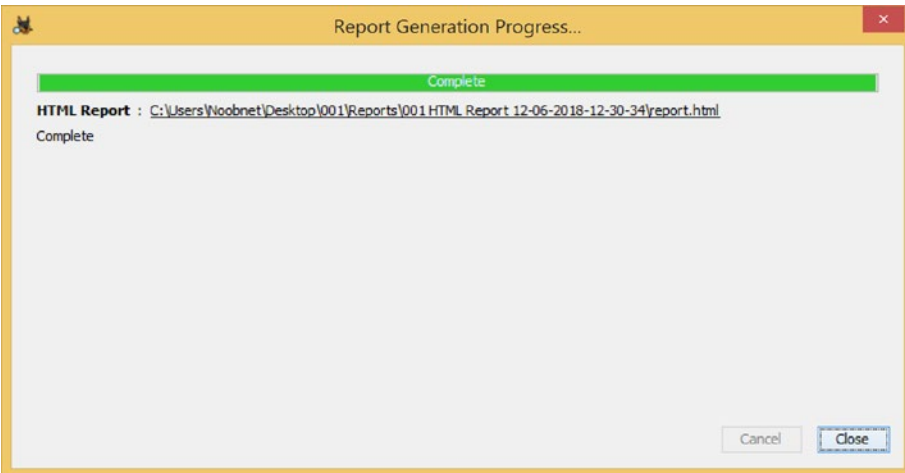 Report Generation Progress...
Complete
HTML Report : C:\Users\Noobnet\Desktop\001\Reports\001 HTML Report 12-06-2018-12-30-34\report.html
Complete
Cancel Close